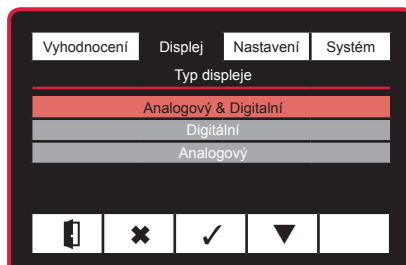 Vyhodnocení Displej Nastavení Systém
Typ displeje
Analogový & Digitalní
Digitální
Analogový